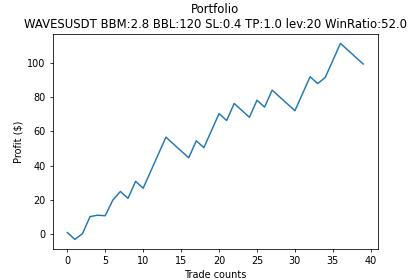 Portfolio
WAVESUSDT BBM:2.8 BBL:120 SL:0.4 TP:1.0 lev:20 WinRatio:52.0
100
80
60
40
20
0
Profit ($)
0 5 10 15 20 25 30 35 40
Trade counts